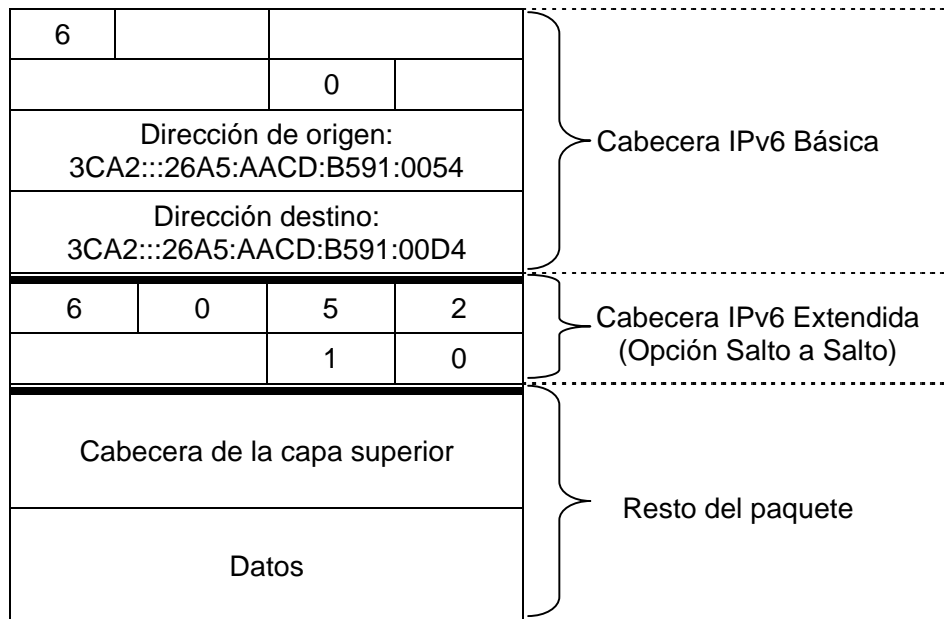 6
0
Dirección de origen:
3CA2:::26A5:AACD:B591:0054
Cabecera IPv6 Básica
Dirección destino:
3CA2:::26A5:AACD:B591:00D4
6 0 5 2
1 0
Cabecera IPv6 Extendida
(Opción Salto a Salto)
Cabecera de la capa superior
Datos
Resto del paquete